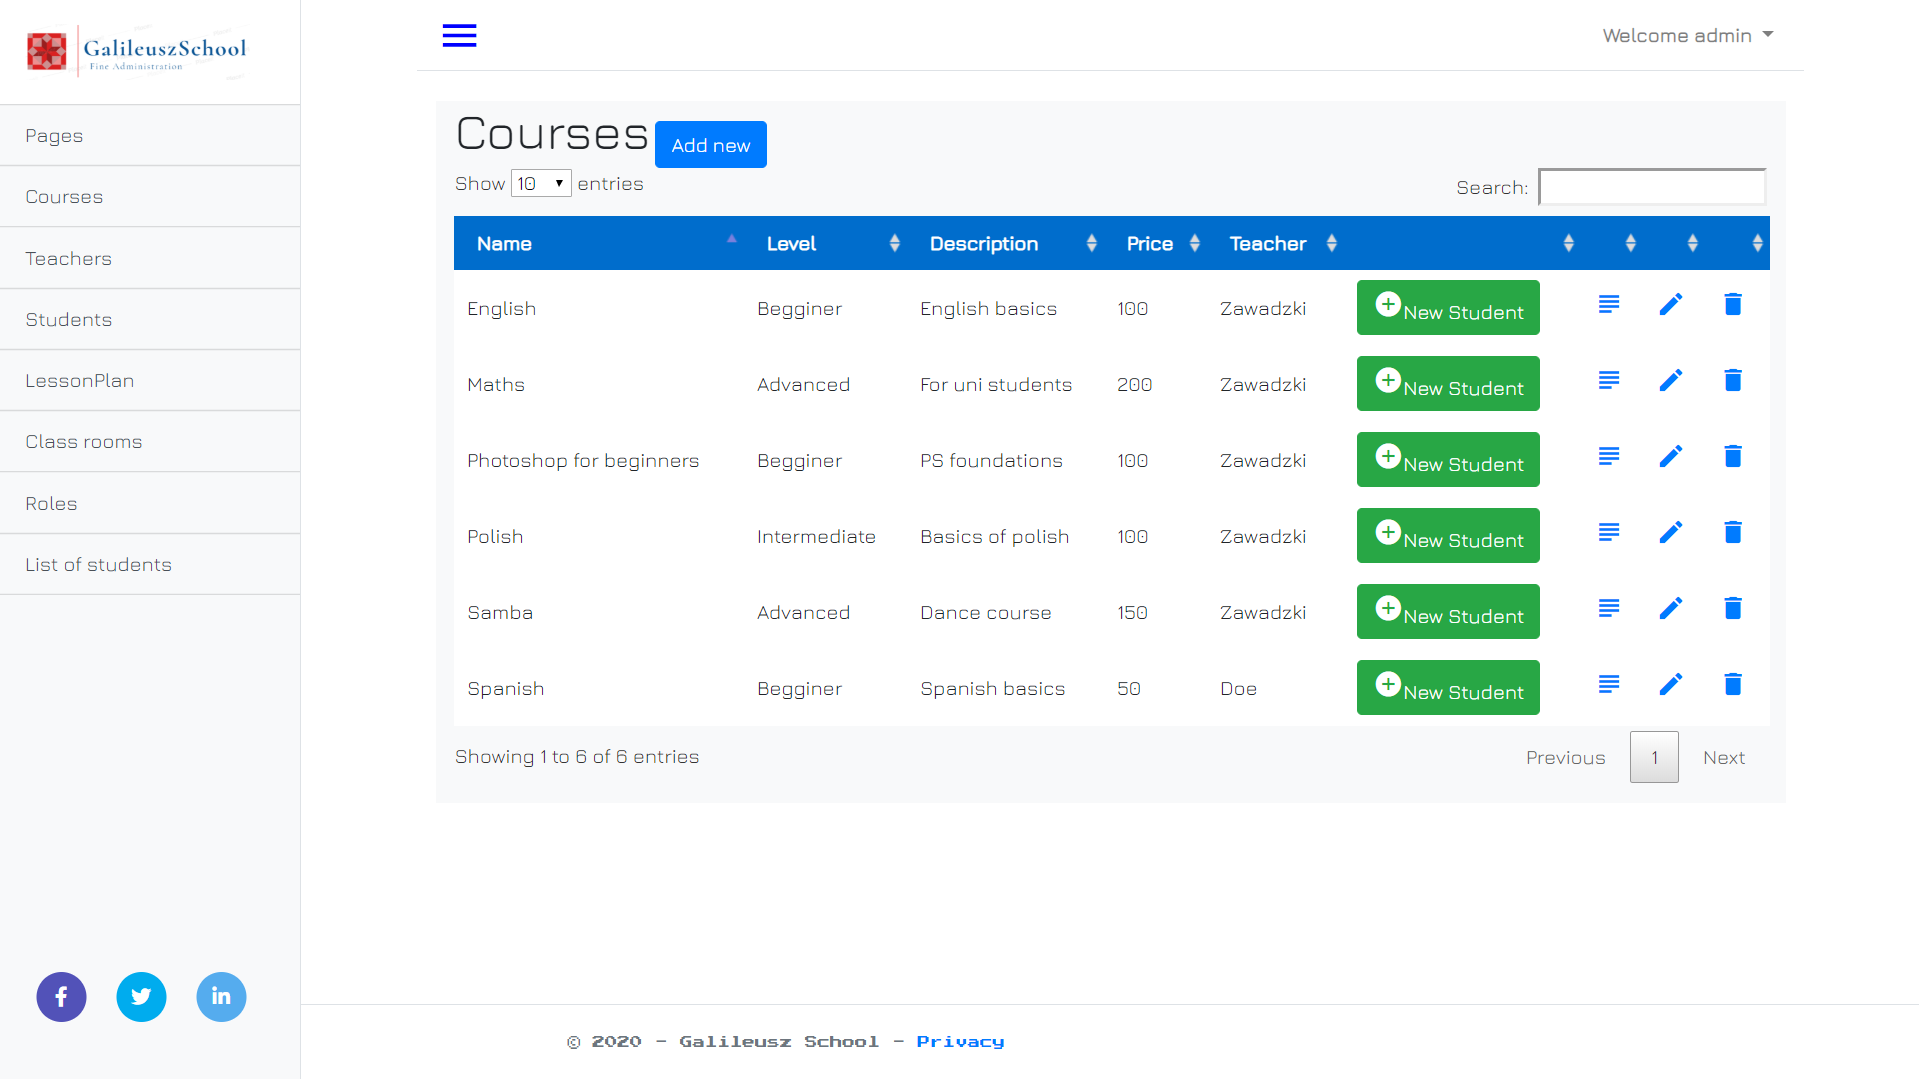 GalileuszSchool
Fine Administration
Welcome admin
Pages
Courses
Teachers
Students
LessonPlan
Class rooms
Roles
List of students
Courses Add new
Show 10 entries Search:
Name Level Description Price Teacher
English Begginer English basics 100 Zawadzki New Student
Maths Advanced For uni students 200 Zawadzki New Student
Photoshop for beginners Begginer PS foundations 100 Zawadzki New Student
Polish Intermediate Basics of polish 100 Zawadzki New Student
Samba Advanced Dance course 150 Zawadzki New Student
Spanish Begginer Spanish basics 50 Doe New Student
Showing 1 to 6 of 6 entries Previous 1 Next
© 2020 - Galileusz School - Privacy